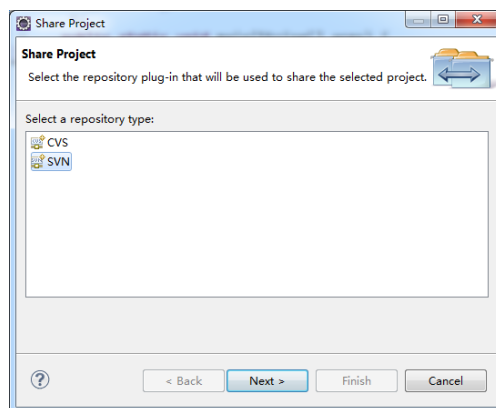 Share Project
Share Project
Select the repository plug-in that will be used to share the selected project.
Select a repository type:
CVS
SVN
?
< Back
Next >
Finish
Cancel